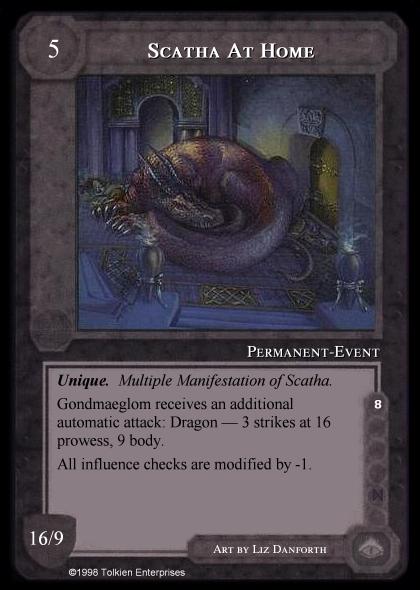 5
SCATHA AT HOME
PERMANENT-EVENT
Unique. Multiple Manifestation of Scatha.
Gondmaeglom receives an additional
automatic attack: Dragon — 3 strikes at 16
prowess, 9 body.
All influence checks are modified by -1.
8
N
16/9
ART BY LIZ DANFORTH
©1998 Tolkien Enterprises